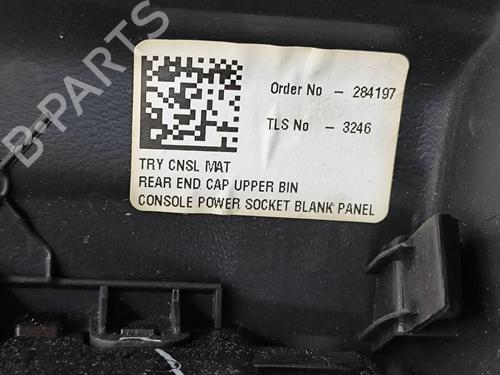 B-PARTS
Order No - 284197
TLS No - 3246
TRY CNSL MAT
REAR END CAP UPPER BIN
CONSOLE POWER SOCKET BLANK PANEL